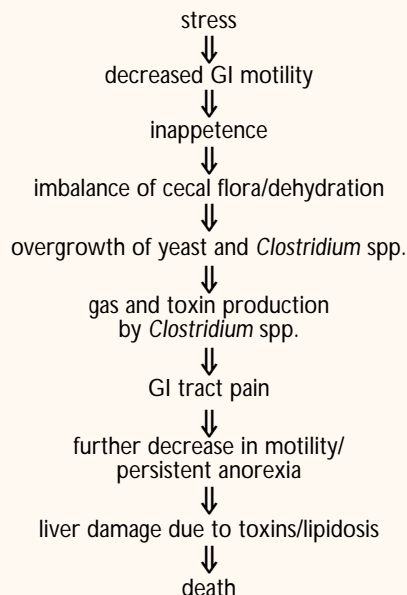 stress
⇓
decreased GI motility
⇓
inappetence
⇓
imbalance of cecal flora/dehydration
⇓
overgrowth of yeast and Clostridium spp.
⇓
gas and toxin production
by Clostridium spp.
⇓
GI tract pain
⇓
further decrease in motility/
persistent anorexia
⇓
liver damage due to toxins/lipidosis
⇓
death